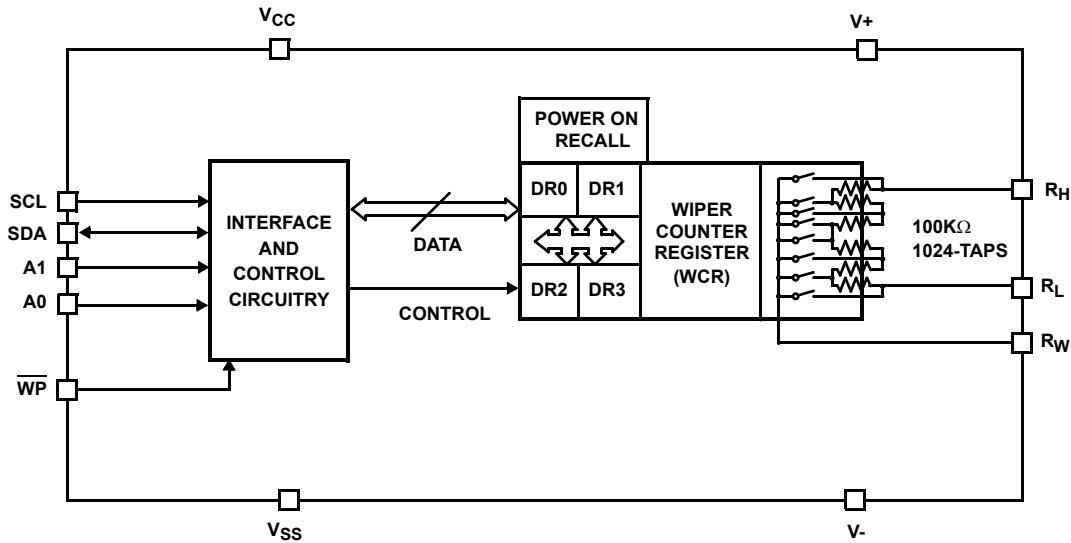 VCC
V+
POWER ON
RECALL
SCL
SDA
A1
A0
WP
INTERFACE
AND
CONTROL
CIRCUITRY
DATA
CONTROL
DR0
DR1
DR2
DR3
WIPER
COUNTER
REGISTER
(WCR)
100KΩ
1024-TAPS
RH
RL
RW
VSS
V-